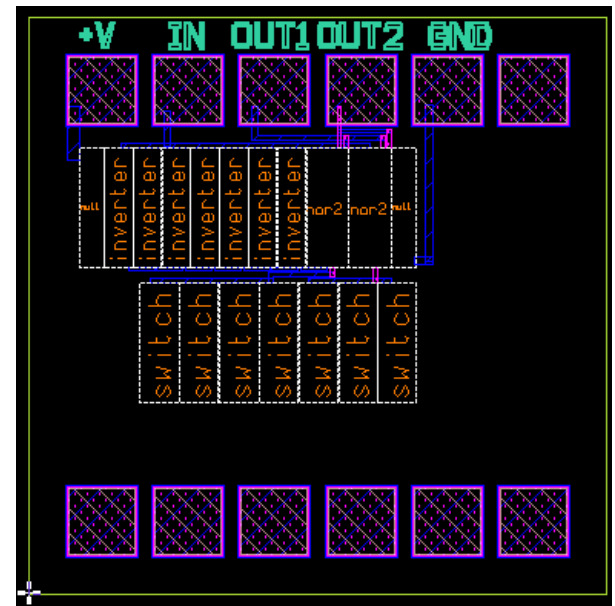 +V IN OUT1 OUT2 GND
null inverter inverter inverter inverter inverter inverter inverter nor2 nor2 null
switch switch switch switch switch switch switch